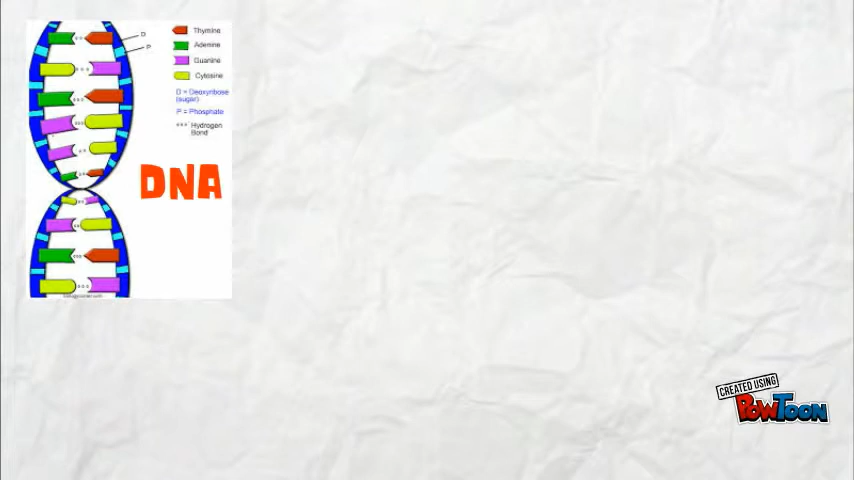 D
P
Thymine
Adenine
Guanine
Cytosine
D = Deoxyribose
(sugar)
P = Phosphate
Hydrogen
Bond
DNA
CREATED USING
POWTOON